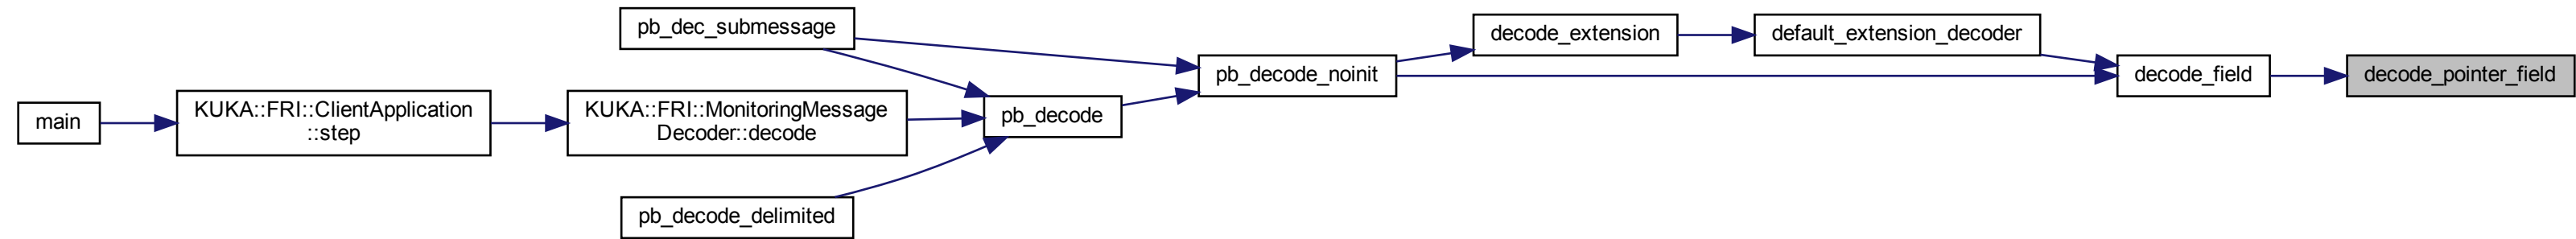 main
KUKA::FRI::ClientApplication
::step
pb_dec_submessage
KUKA::FRI::MonitoringMessage
Decoder::decode
pb_decode_delimited
pb_decode
pb_decode_noinit
decode_extension
default_extension_decoder
decode_field
decode_pointer_field